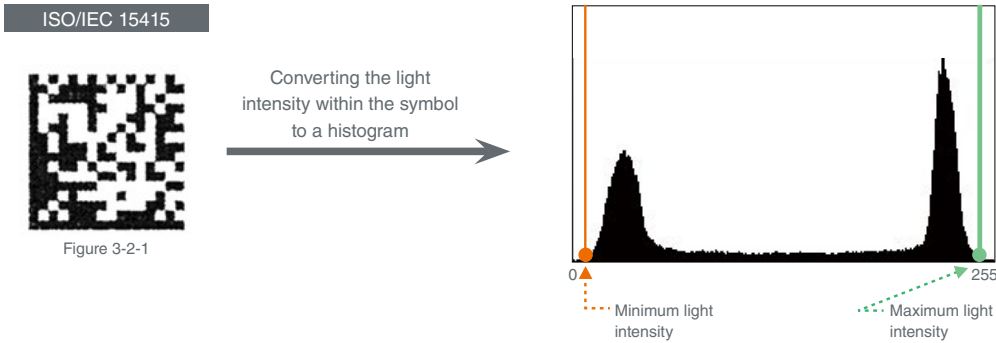 ISO/IEC 15415
Converting the light
intensity within the symbol
to a histogram
Figure 3-2-1
0
255
Minimum light
intensity
Maximum light
intensity